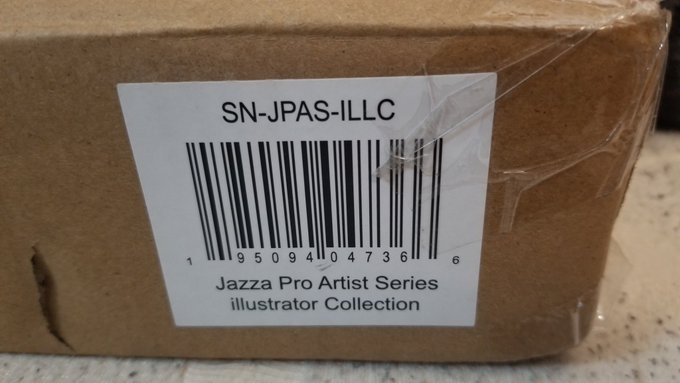 SN-JPAS-ILLC
1 95094 04736 6
Jazza Pro Artist Series
illustrator Collection